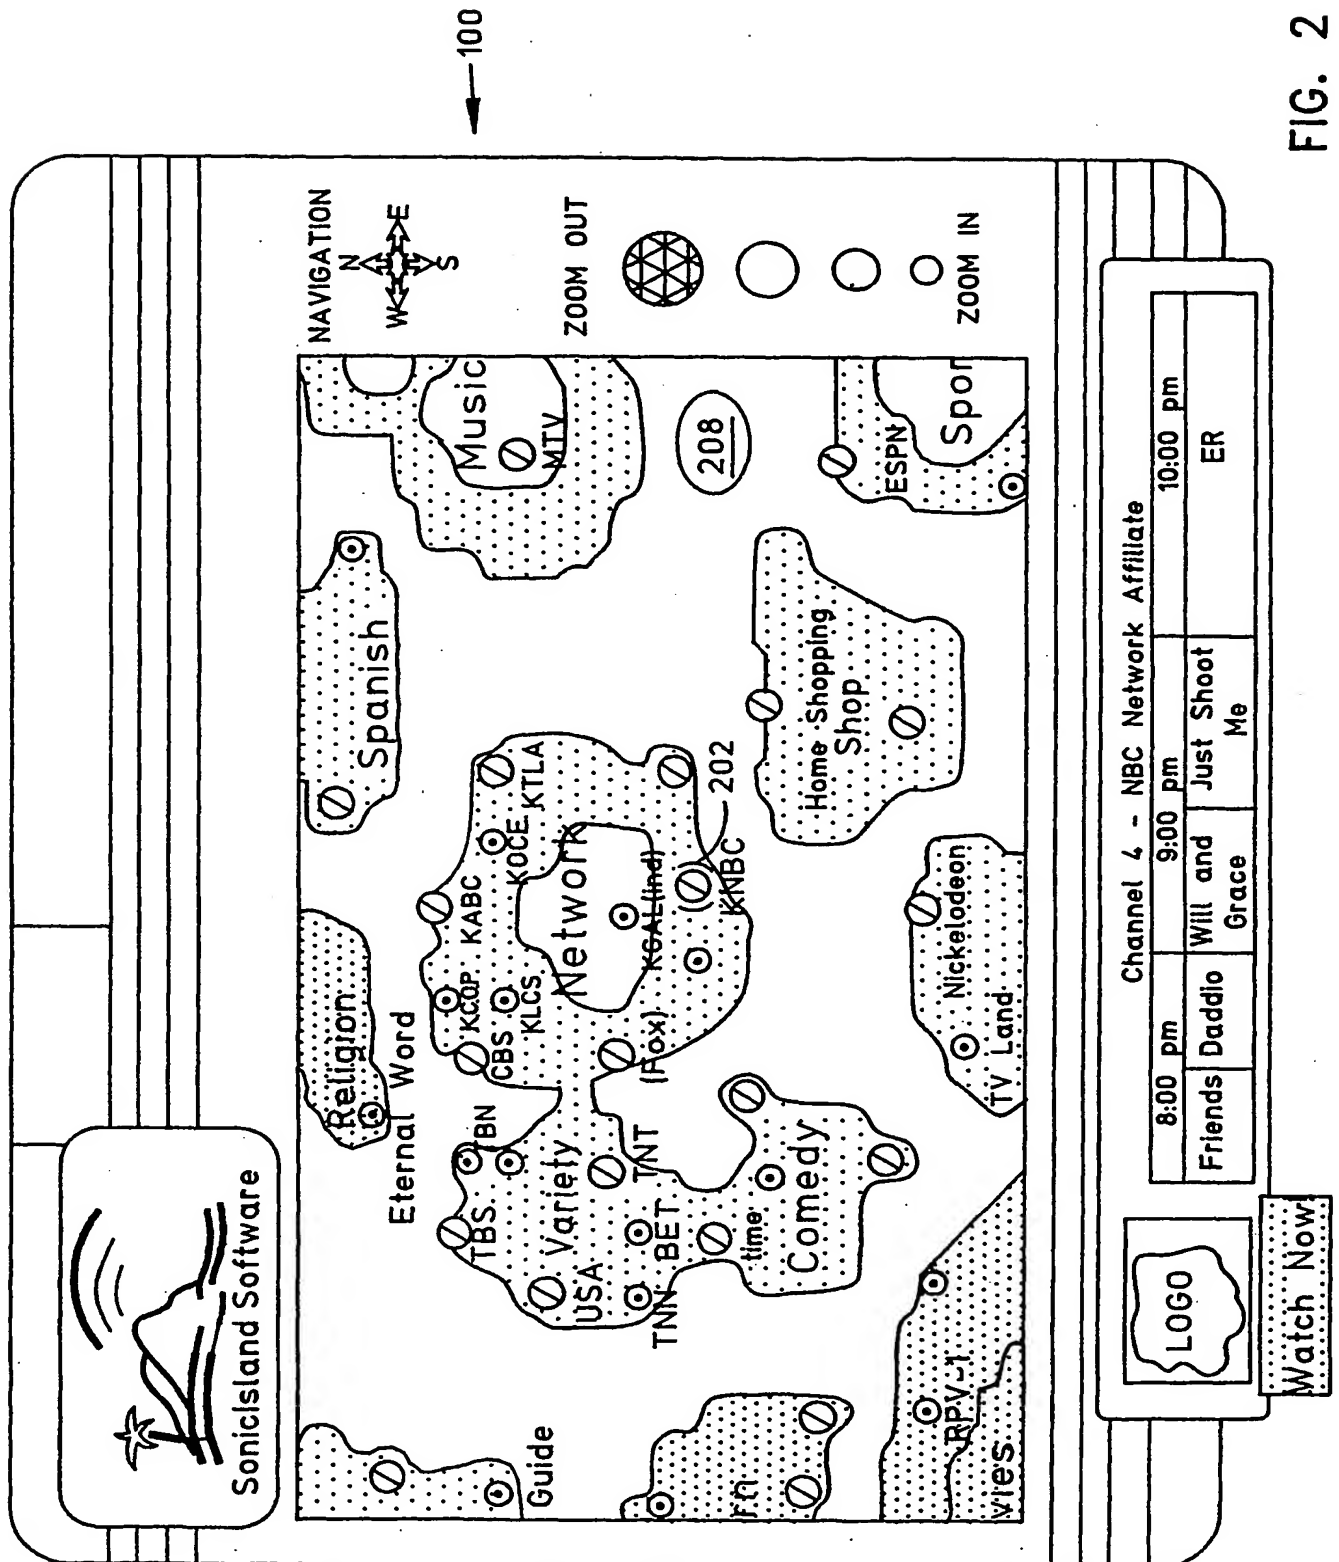 SonicIsland Software
NAVIGATION
N
W E
S
ZOOM OUT
ZOOM IN
100
Religion
Eternal Word
Spanish
Music
MTV
208
Guide
TBS
TBN
Variety
USA
TNT
TNN BET
time
Comedy
KCOP
KABC
CBS
KLCS
KOCE
KTLA
Network
(Fox)
KGAL(ind)
KNBC
202
Home Shopping
Shop
ESPN
Spor
Nickelodeon
TV Land
RPV-1
vies
LOGO
Watch Now
Channel 4 - NBC Network Affiliate
8:00 pm 9:00 pm 10:00 pm
Friends Daddio Will and Grace Just Shoot Me ER
FIG. 2